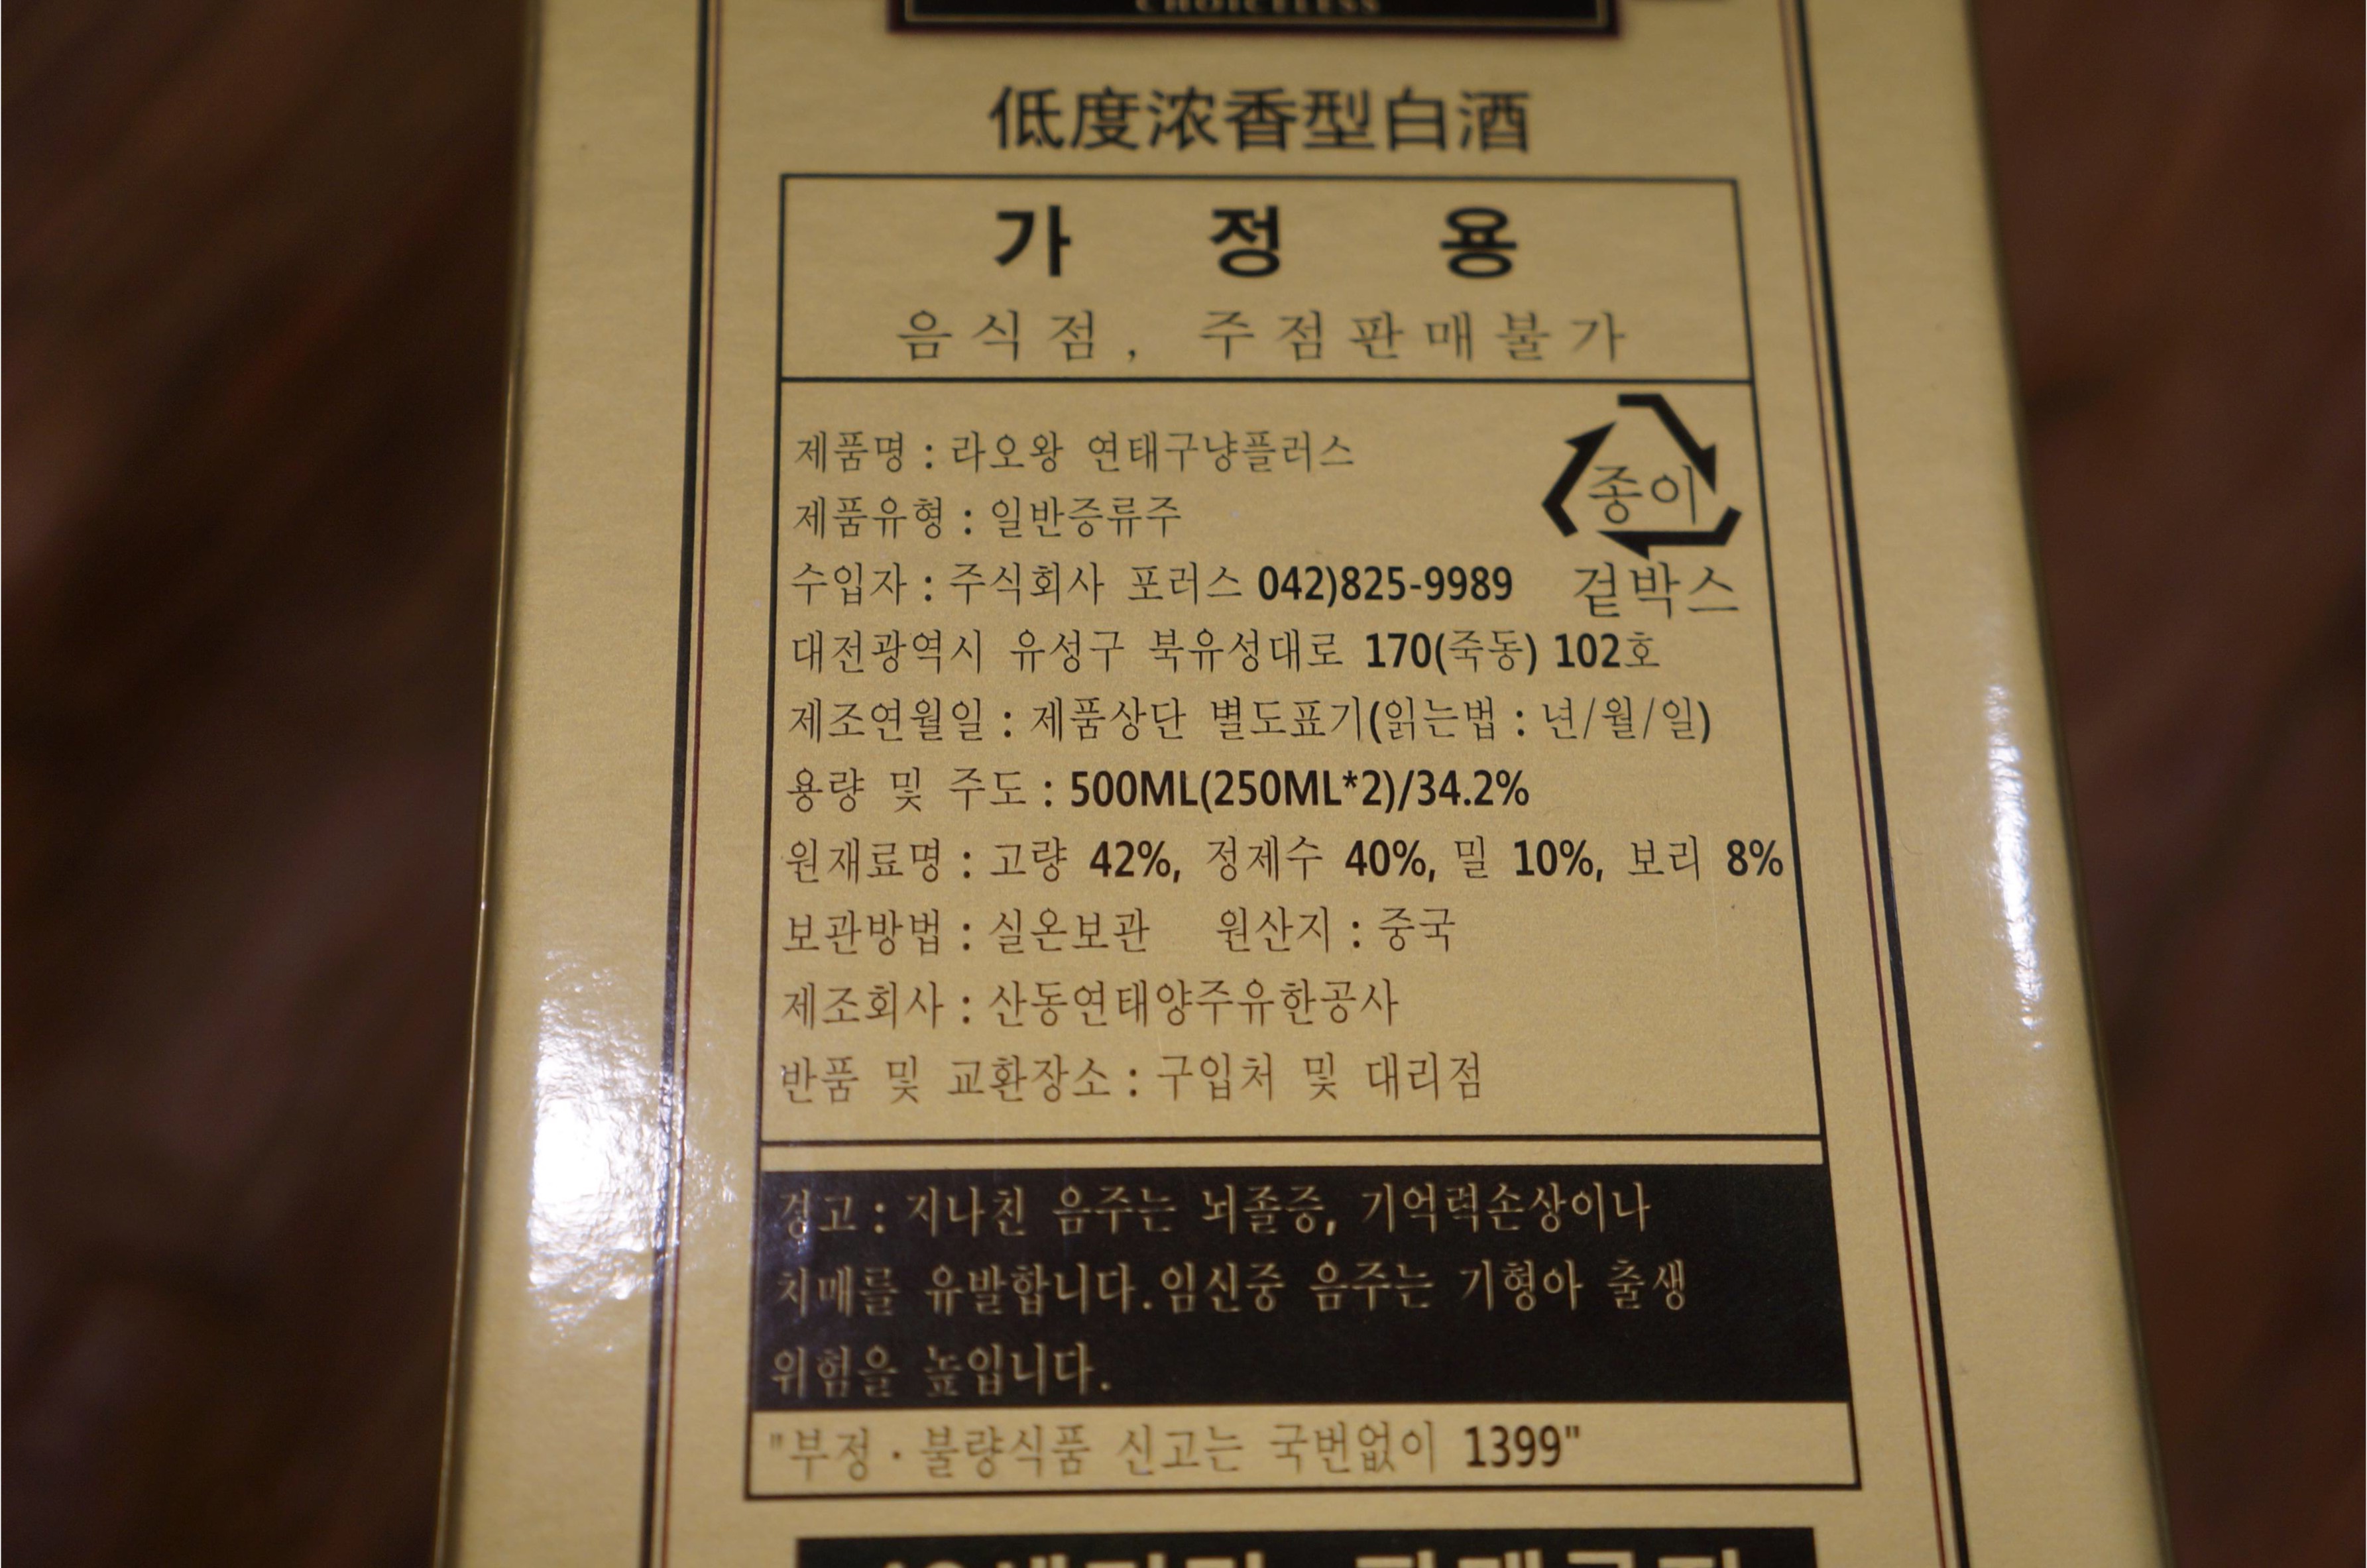 CHOICELESS
低度浓香型白酒
가 정 용
음식점, 주점판매불가
제품명 : 라오왕 연태구냥플러스
제품유형 : 일반증류주
종이
수입자 : 주식회사 포러스 042)825-9989
겉박스
대전광역시 유성구 북유성대로 170(죽동) 102호
제조연월일 : 제품상단 별도표기(읽는법 : 년/월/일)
용량 및 주도 : 500ML(250ML*2)/34.2%
원재료명 : 고량 42%, 정제수 40%, 밀 10%, 보리 8%
보관방법 : 실온보관 원산지 : 중국
제조회사 : 산동연태양주유한공사
반품 및 교환장소 : 구입처 및 대리점
경고 : 지나친 음주는 뇌졸증, 기억력손상이나
치매를 유발합니다.임신중 음주는 기형아 출생
위험을 높입니다.
"부정 · 불량식품 신고는 국번없이 1399"